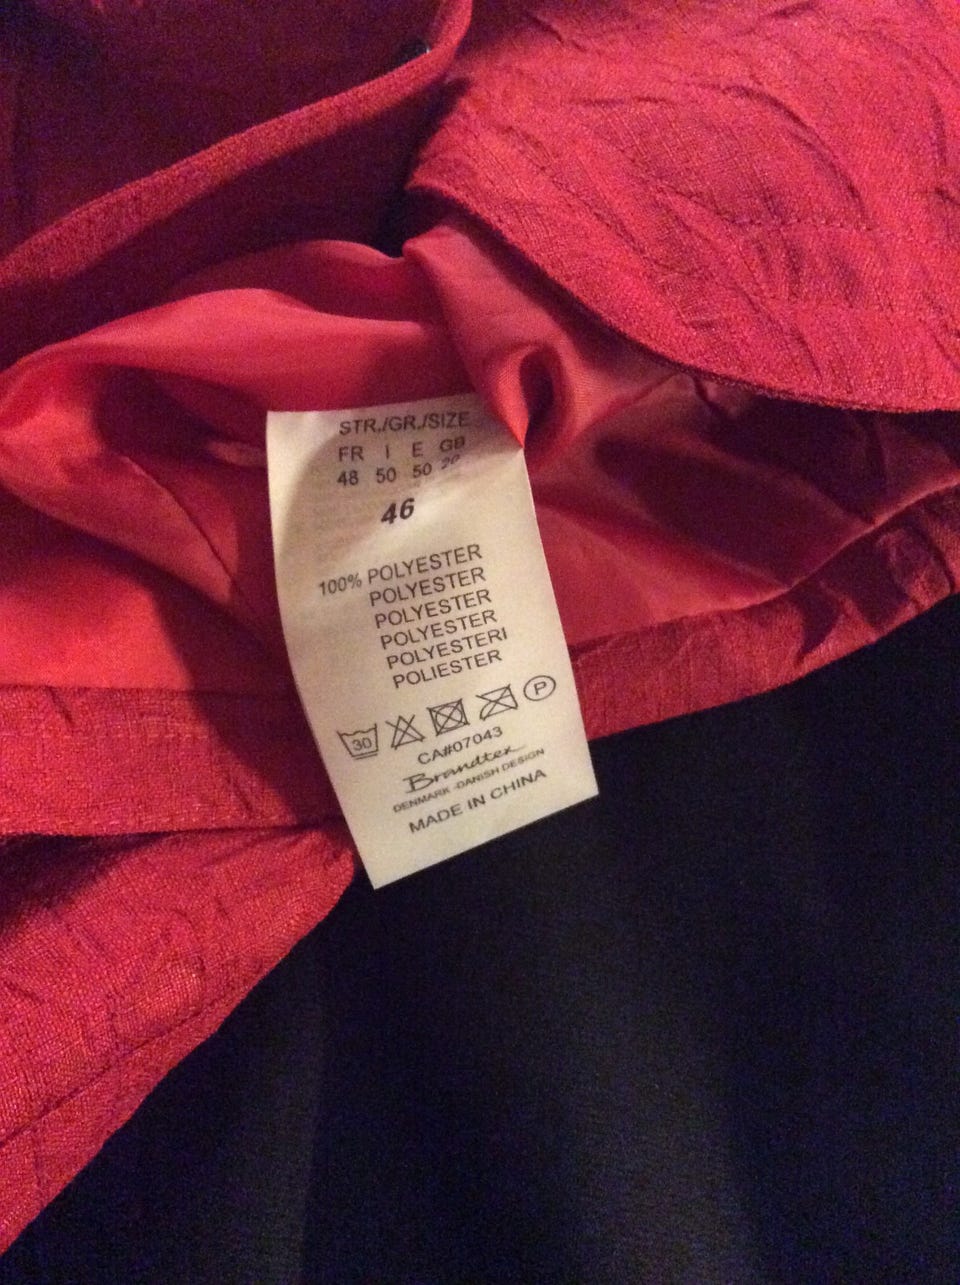 STR./GR./SIZE
FR I E GB
48 50 50 20
46
100% POLYESTER
POLYESTER
POLYESTER
POLYESTER
POLYESTERI
POLIESTER
30 P
CA#07043
Brandtex
DENMARK -DANISH DESIGN
MADE IN CHINA